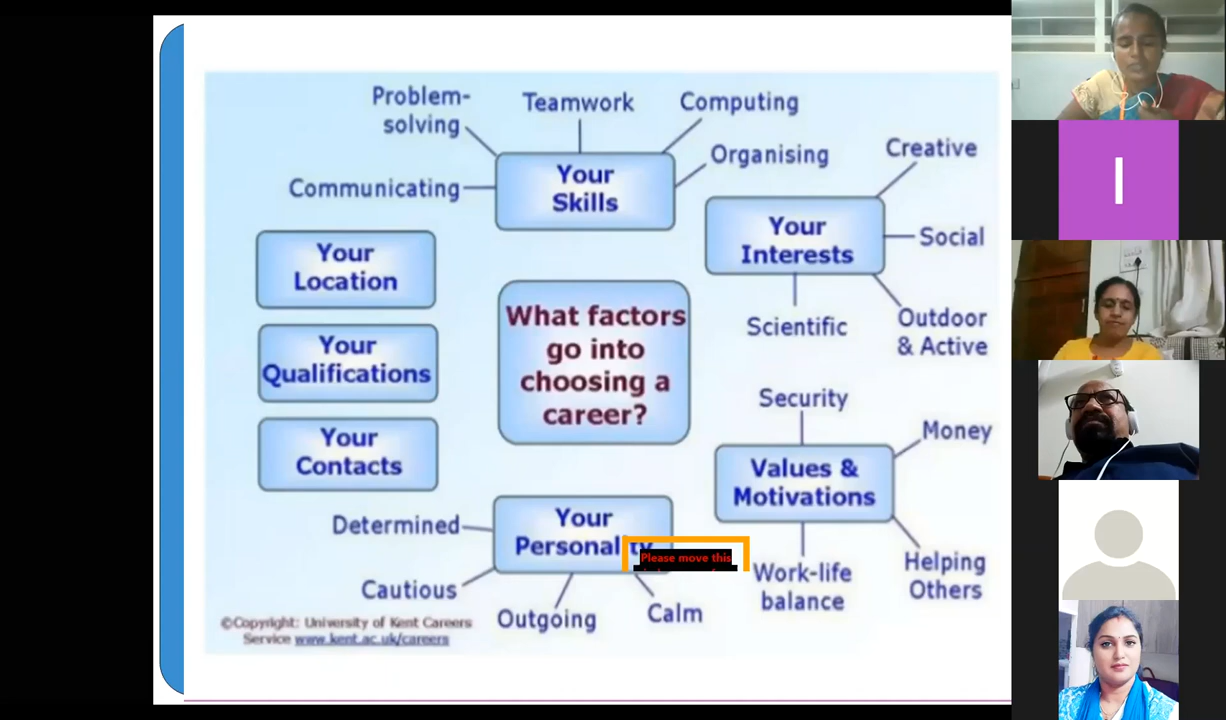 Problem-
solving
Teamwork
Computing
Organising
Communicating
Your
Skills
Creative
Your
Interests
Social
Scientific
Outdoor
& Active
Your
Location
Your
Qualifications
Your
Contacts
What factors
go into
choosing a
career?
Security
Money
Values &
Motivations
Work-life
balance
Helping
Others
Determined
Your
Personality
Please move this
Cautious
Outgoing
Calm
©Copyright: University of Kent Careers
Service www.kent.ac.uk/careers
I